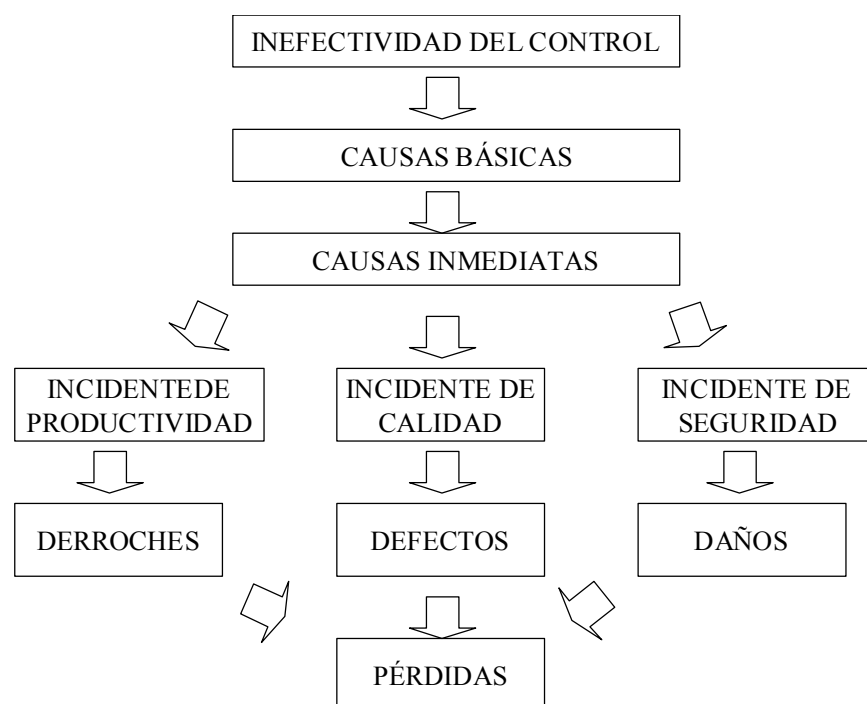 INEFECTIVIDAD DEL CONTROL
CAUSAS BÁSICAS
CAUSAS INMEDIATAS
INCIDENTEDE
PRODUCTIVIDAD
INCIDENTE DE
CALIDAD
INCIDENTE DE
SEGURIDAD
DERROCHES
DEFECTOS
DAÑOS
PÉRDIDAS